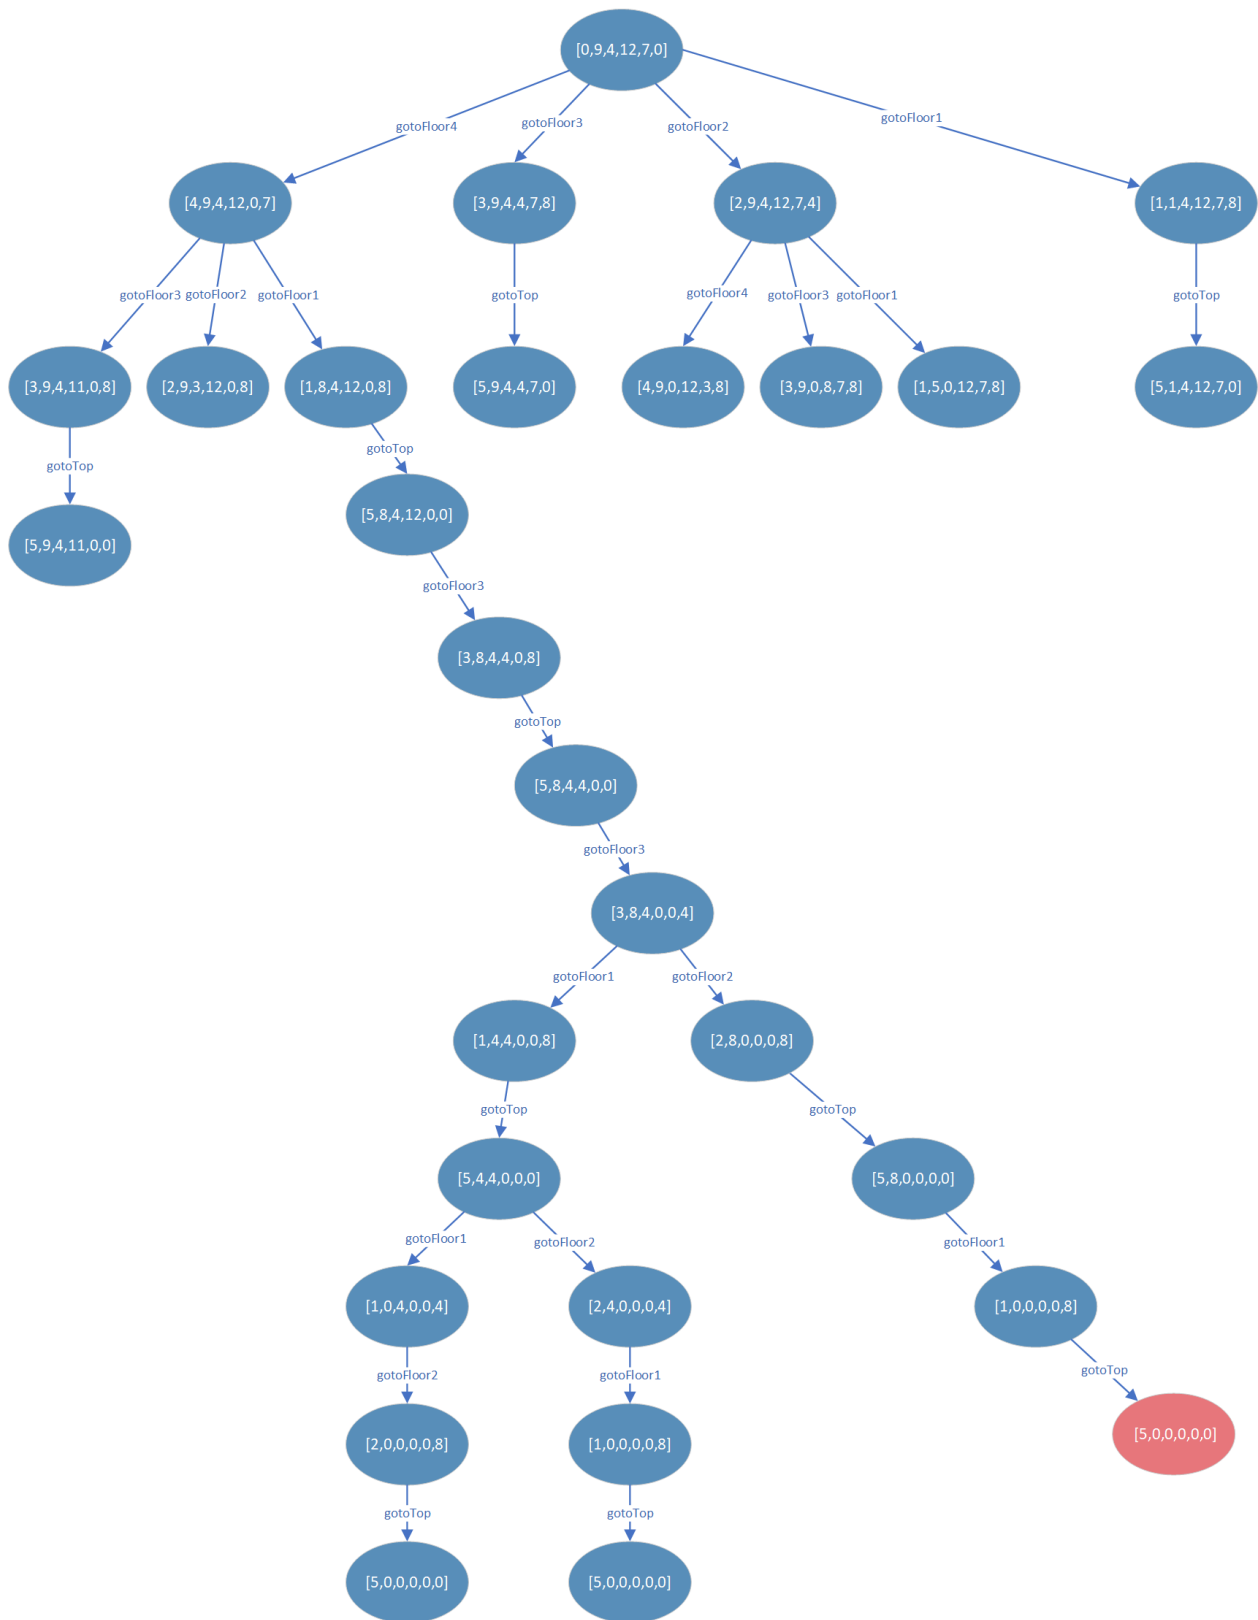 [0,9,4,12,7,0]
gotoFloor4
gotoFloor3
gotoFloor2
gotoFloor1
[4,9,4,12,0,7]
[3,9,4,4,7,8]
[2,9,4,12,7,4]
[1,1,4,12,7,8]
gotoFloor3
gotoFloor2
gotoFloor1
gotoTop
gotoFloor4
gotoFloor3
gotoFloor1
gotoTop
[3,9,4,11,0,8]
[2,9,3,12,0,8]
[1,8,4,12,0,8]
[5,9,4,4,7,0]
[4,9,0,12,3,8]
[3,9,0,8,7,8]
[1,5,0,12,7,8]
[5,1,4,12,7,0]
gotoTop
gotoTop
[5,9,4,11,0,0]
[5,8,4,12,0,0]
gotoFloor3
[3,8,4,4,0,8]
gotoTop
[5,8,4,4,0,0]
gotoFloor3
[3,8,4,0,0,4]
gotoFloor1
gotoFloor2
[1,4,4,0,0,8]
[2,8,0,0,0,8]
gotoTop
gotoTop
[5,4,4,0,0,0]
[5,8,0,0,0,0]
gotoFloor1
gotoFloor2
gotoFloor1
[1,0,4,0,0,4]
[2,4,0,0,0,4]
[1,0,0,0,0,8]
gotoFloor2
gotoFloor1
gotoTop
[2,0,0,0,0,8]
[1,0,0,0,0,8]
[5,0,0,0,0,0]
gotoTop
gotoTop
[5,0,0,0,0,0]
[5,0,0,0,0,0]